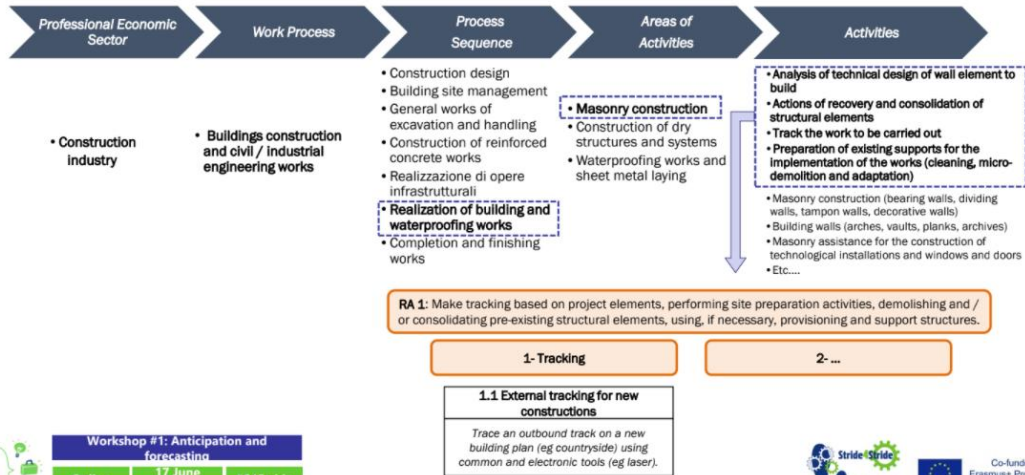 Professional Economic
Sector
Work Process
Process
Sequence
Areas of
Activities
Activities
• Construction
industry
• Buildings construction
and civil / industrial
engineering works
• Construction design
• Building site management
• General works of
excavation and handling
• Construction of reinforced
concrete works
• Realizzazione di opere
infrastrutturali
• Realization of building and
waterproofing works
• Completion and finishing
works
• Masonry construction
• Construction of dry
structures and systems
• Waterproofing works and
sheet metal laying
• Analysis of technical design of wall element to
build
• Actions of recovery and consolidation of
structural elements
• Track the work to be carried out
• Preparation of existing supports for the
implementation of the works (cleaning, micro-
demolition and adaptation)
• Masonry construction (bearing walls, dividing
walls, tampon walls, decorative walls)
• Building walls (arches, vaults, planks, archives)
• Masonry assistance for the construction of
technological installations and windows and doors
• Etc....
RA 1: Make tracking based on project elements, performing site preparation activities, demolishing and /
or consolidating pre-existing structural elements, using, if necessary, provisioning and support structures.
1- Tracking
2- ...
1.1 External tracking for new
constructions
Trace an outbound track on a new
building plan (eg countryside) using
common and electronic tools (eg laser).
Workshop #1: Anticipation and
forecasting
17 June
Stride4Stride